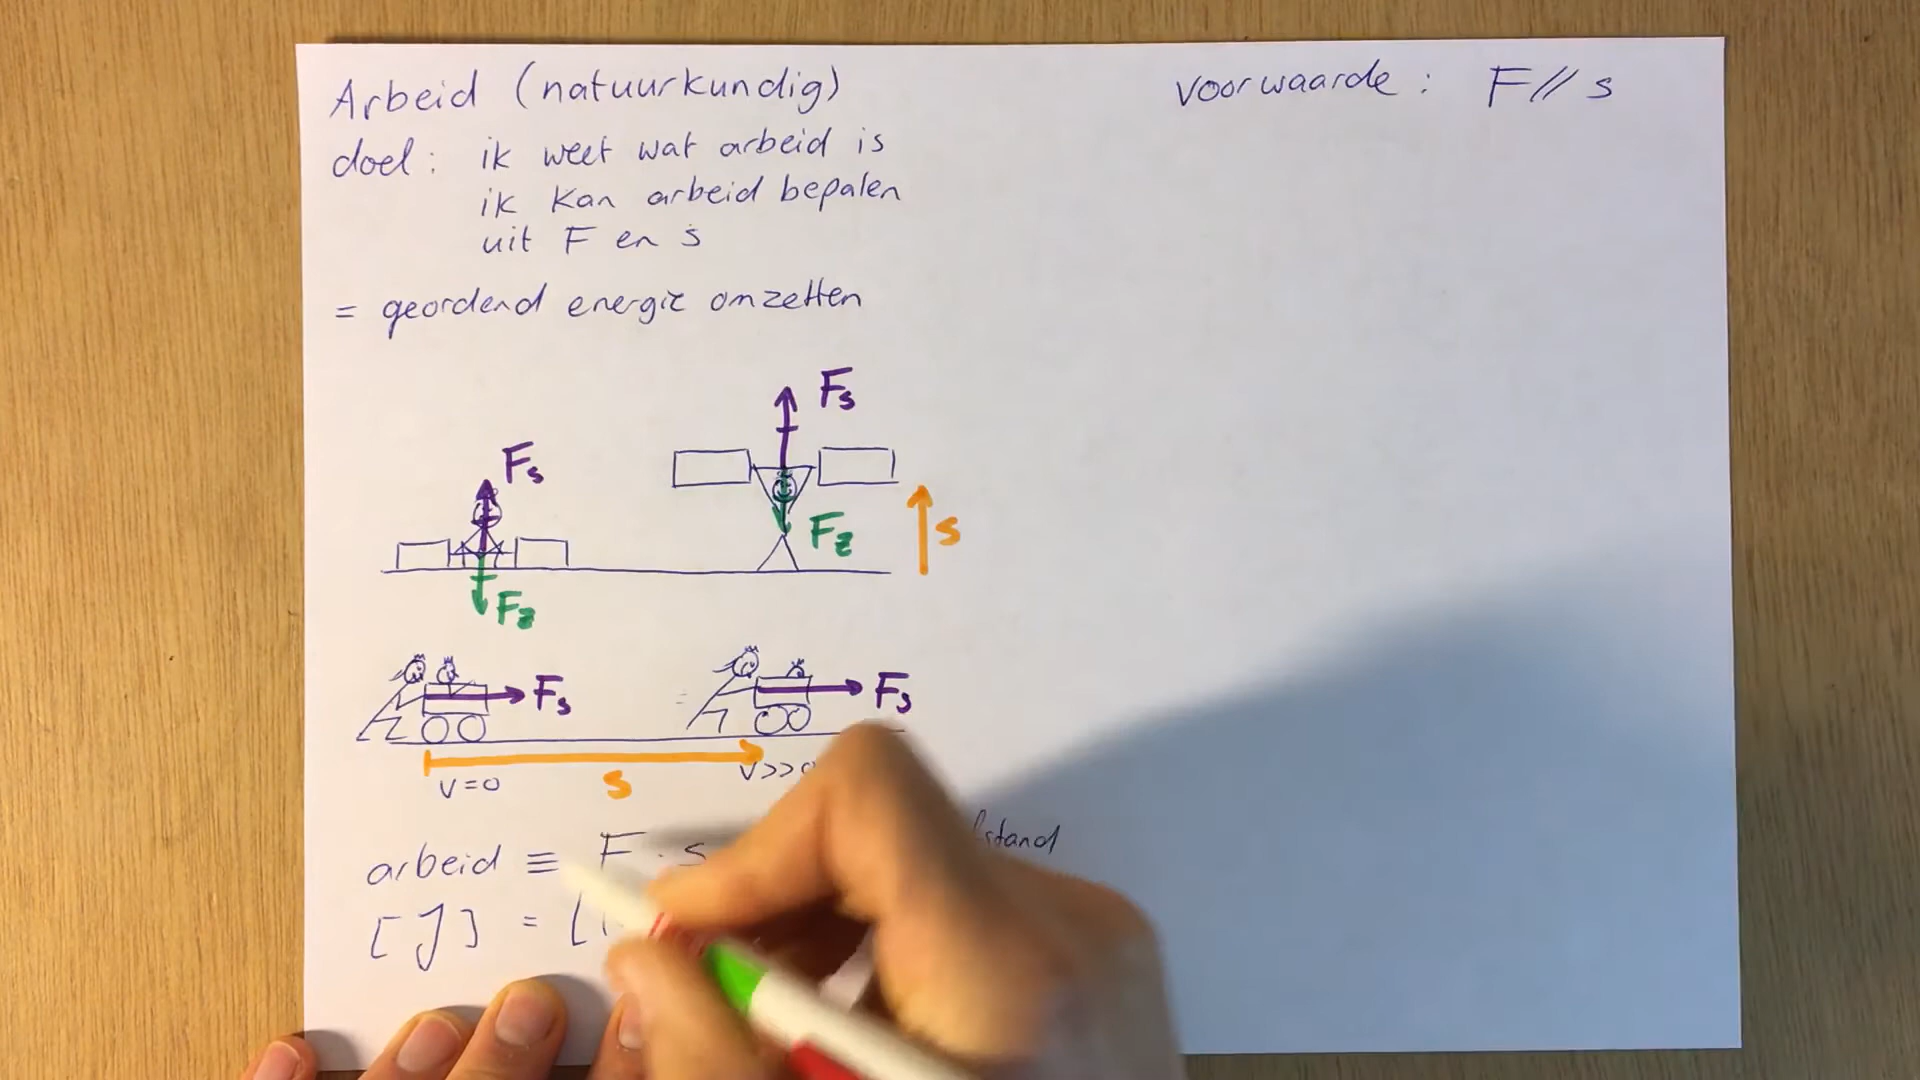 Arbeid (natuurkundig)
voorwaarde : F // s
doel : ik weet wat arbeid is
ik kan arbeid bepalen
uit F en s
= geordend energie omzetten
Fs
Fs
Fz
s
Fz
Fs
Fs
v=0
s
v>>0
arbeid ≡ F · s
[J] = [